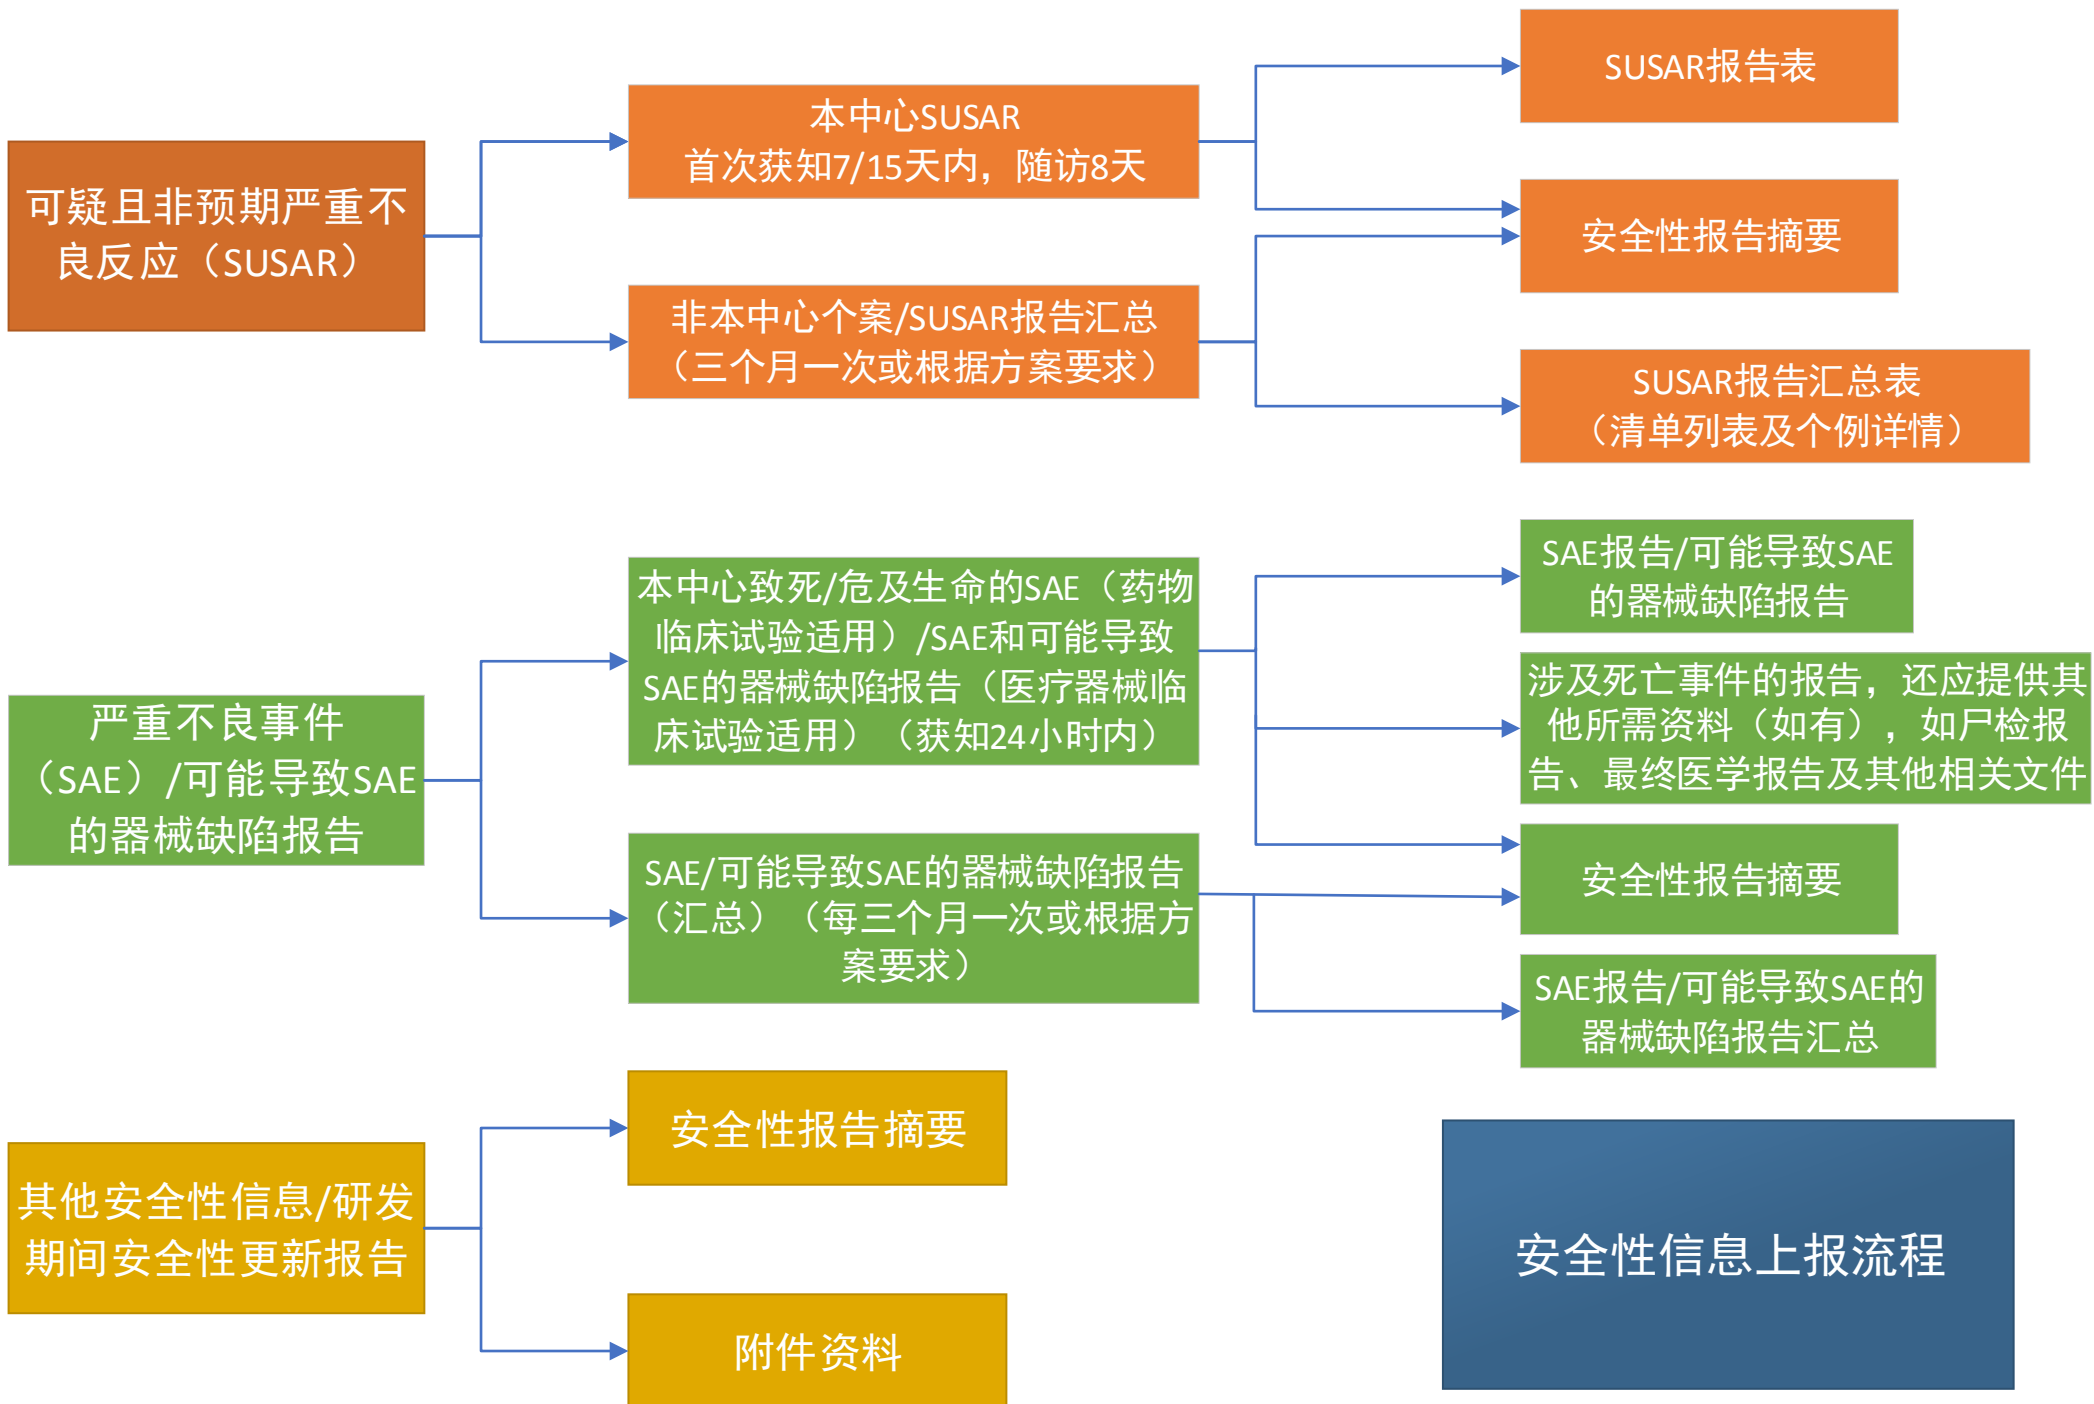 可疑且非预期严重不
良反应（SUSAR）
本中心SUSAR
首次获知7/15天内，随访8天
非本中心个案/SUSAR报告汇总
（三个月一次或根据方案要求）
SUSAR报告表
安全性报告摘要
SUSAR报告汇总表
（清单列表及个例详情）
严重不良事件
（SAE）/可能导致SAE
的器械缺陷报告
本中心致死/危及生命的SAE（药物
临床试验适用）/SAE和可能导致
SAE的器械缺陷报告（医疗器械临
床试验适用）（获知24小时内）
SAE/可能导致SAE的器械缺陷报告
（汇总）（每三个月一次或根据方
案要求）
SAE报告/可能导致SAE
的器械缺陷报告
涉及死亡事件的报告，还应提供其
他所需资料（如有），如尸检报
告、最终医学报告及其他相关文件
安全性报告摘要
SAE报告/可能导致SAE的
器械缺陷报告汇总
其他安全性信息/研发
期间安全性更新报告
安全性报告摘要
附件资料
安全性信息上报流程